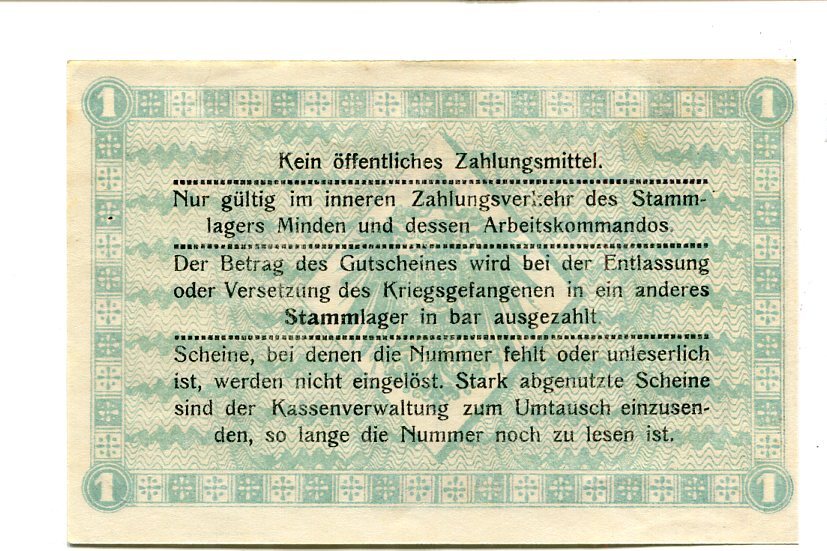 1 1
Kein öffentliches Zahlungsmittel.
Nur gültig im inneren Zahlungsverkehr des Stamm-
lagers Minden und dessen Arbeitskommandos.
Der Betrag des Gutscheines wird bei der Entlassung
oder Versetzung des Kriegsgefangenen in ein anderes
Stammlager in bar ausgezahlt
Scheine, bei denen die Nummer fehlt oder unleserlich
ist, werden nicht eingelöst. Stark abgenutzte Scheine
sind der Kassenverwaltung zum Umtausch einzusen-
den, so lange die Nummer noch zu lesen ist.
1 1